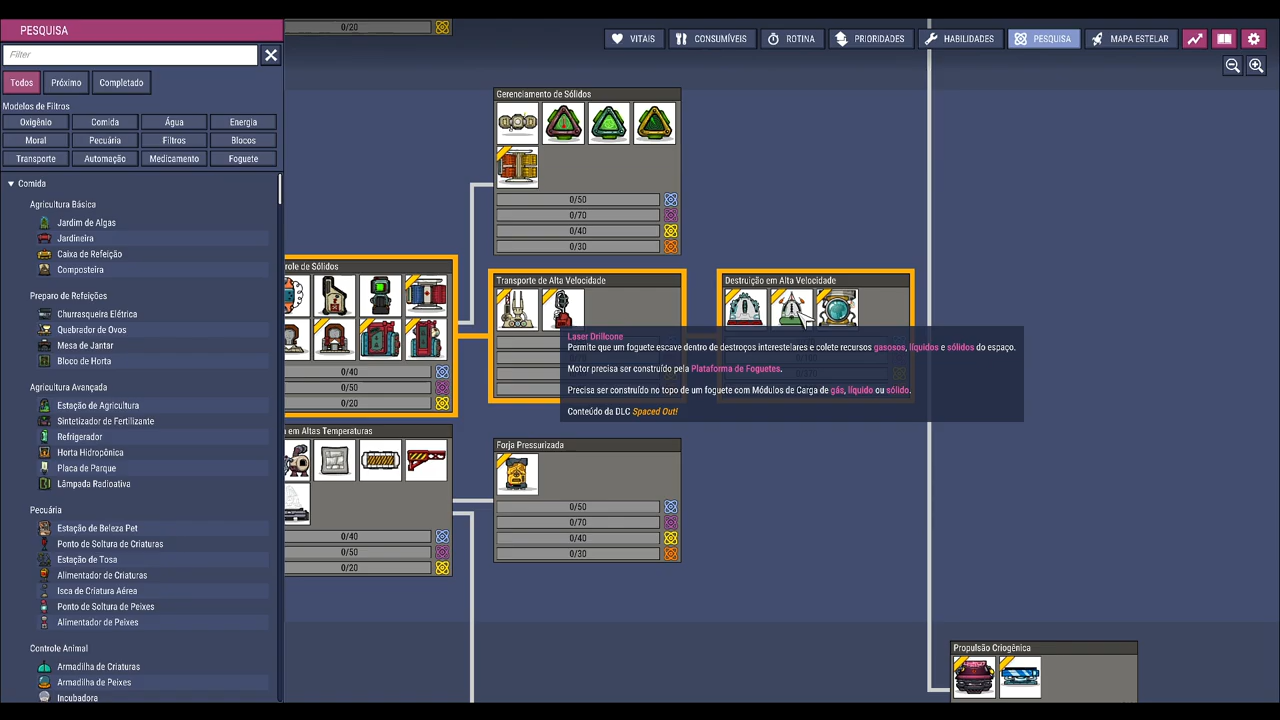 PESQUISA
Filter
Todos
Próximo
Completado
Modelos de Filtros
Oxigênio
Comida
Água
Energia
Moral
Pecuária
Filtros
Blocos
Transporte
Automação
Medicamento
Foguete
Comida
Agricultura Básica
Jardim de Algas
Jardineira
Caixa de Refeição
Composteira
Preparo de Refeições
Churrasqueira Elétrica
Quebrador de Ovos
Mesa de Jantar
Bloco de Horta
Agricultura Avançada
Estação de Agricultura
Sintetizador de Fertilizante
Refrigerador
Horta Hidropônica
Placa de Parque
Lâmpada Radioativa
Pecuária
Estação de Beleza Pet
Ponto de Soltura de Criaturas
Estação de Tosa
Alimentador de Criaturas
Isca de Criatura Aérea
Ponto de Soltura de Peixes
Alimentador de Peixes
Controle Animal
Armadilha de Criaturas
Armadilha de Peixes
Incubadora
VITAIS
CONSUMÍVEIS
ROTINA
PRIORIDADES
HABILIDADES
PESQUISA
MAPA ESTELAR
0/20
Gerenciamento de Sólidos
0/50
0/70
0/40
0/30
role de Sólidos
0/40
0/50
0/20
Transporte de Alta Velocidade
Destruição em Alta Velocidade
Laser Drillcone
Permite que um foguete escave dentro de destroços interestelares e colete recursos gasosos, líquidos e sólidos do espaço.
Motor precisa ser construído pela Plataforma de Foguetes.
Precisa ser construído no topo de um foguete com Módulos de Carga de gás, líquido ou sólido.
Conteúdo da DLC Spaced Out!
em Altas Temperaturas
0/40
0/50
0/20
Forja Pressurizada
0/50
0/70
0/40
0/30
Propulsão Criogênica